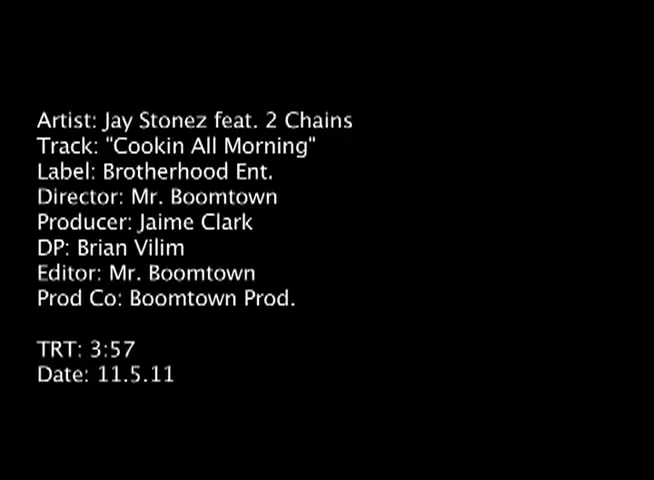 Artist: Jay Stonez feat. 2 Chains
Track: "Cookin All Morning"
Label: Brotherhood Ent.
Director: Mr. Boomtown
Producer: Jaime Clark
DP: Brian Vilim
Editor: Mr. Boomtown
Prod Co: Boomtown Prod.
TRT: 3:57
Date: 11.5.11